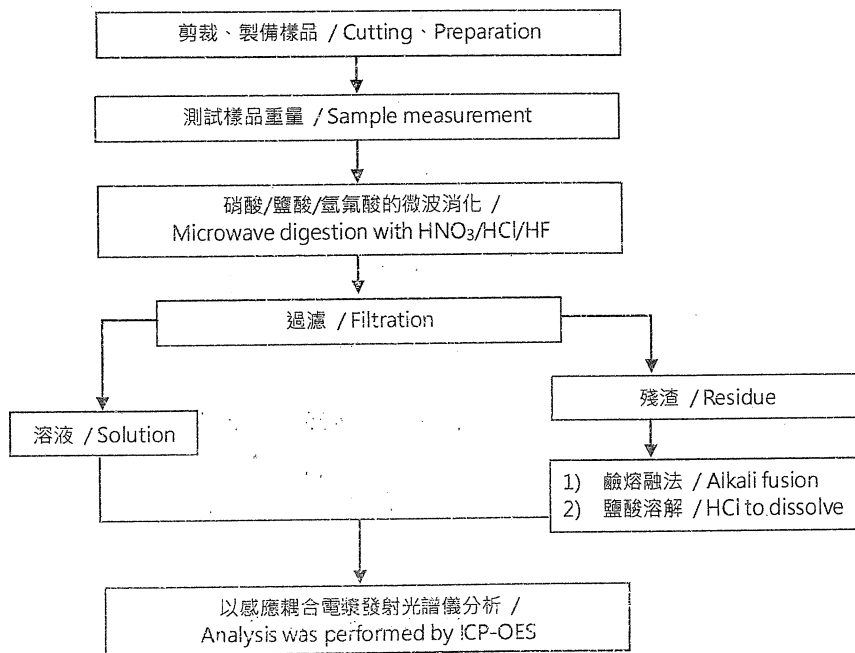 剪裁、製備樣品 / Cutting、Preparation
測試樣品重量 / Sample measurement
硝酸/鹽酸/氫氟酸的微波消化 /
Microwave digestion with HNO₃/HCl/HF
過濾 / Filtration
溶液 / Solution
殘渣 / Residue
1) 鹼熔融法 / Alkali fusion
2) 鹽酸溶解 / HCl to dissolve
以感應耦合電漿發射光譜儀分析 /
Analysis was performed by ICP-OES